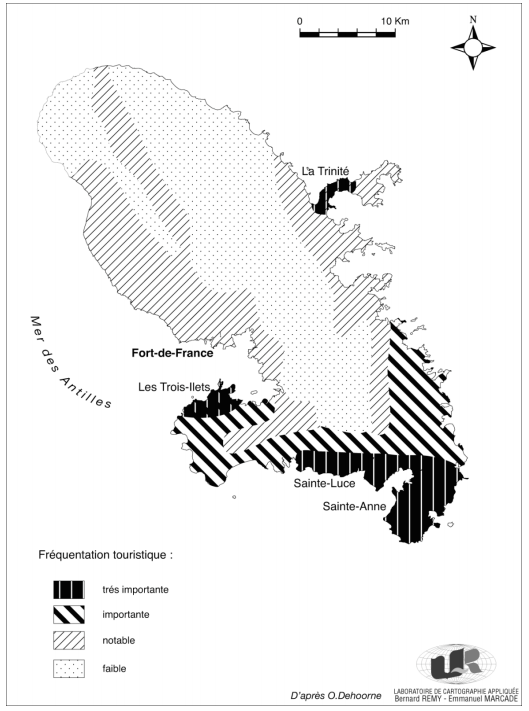 0 10 Km
N
La Trinité
Mer des Antilles
Fort-de-France
Les Trois-Ilets
Sainte-Luce
Sainte-Anne
Fréquentation touristique :
trés importante
importante
notable
faible
D'après O.Dehoorne
LABORATOIRE DE CARTOGRAPHIE APPLIQUÉE
Bernard REMY - Emmanuel MARCADE